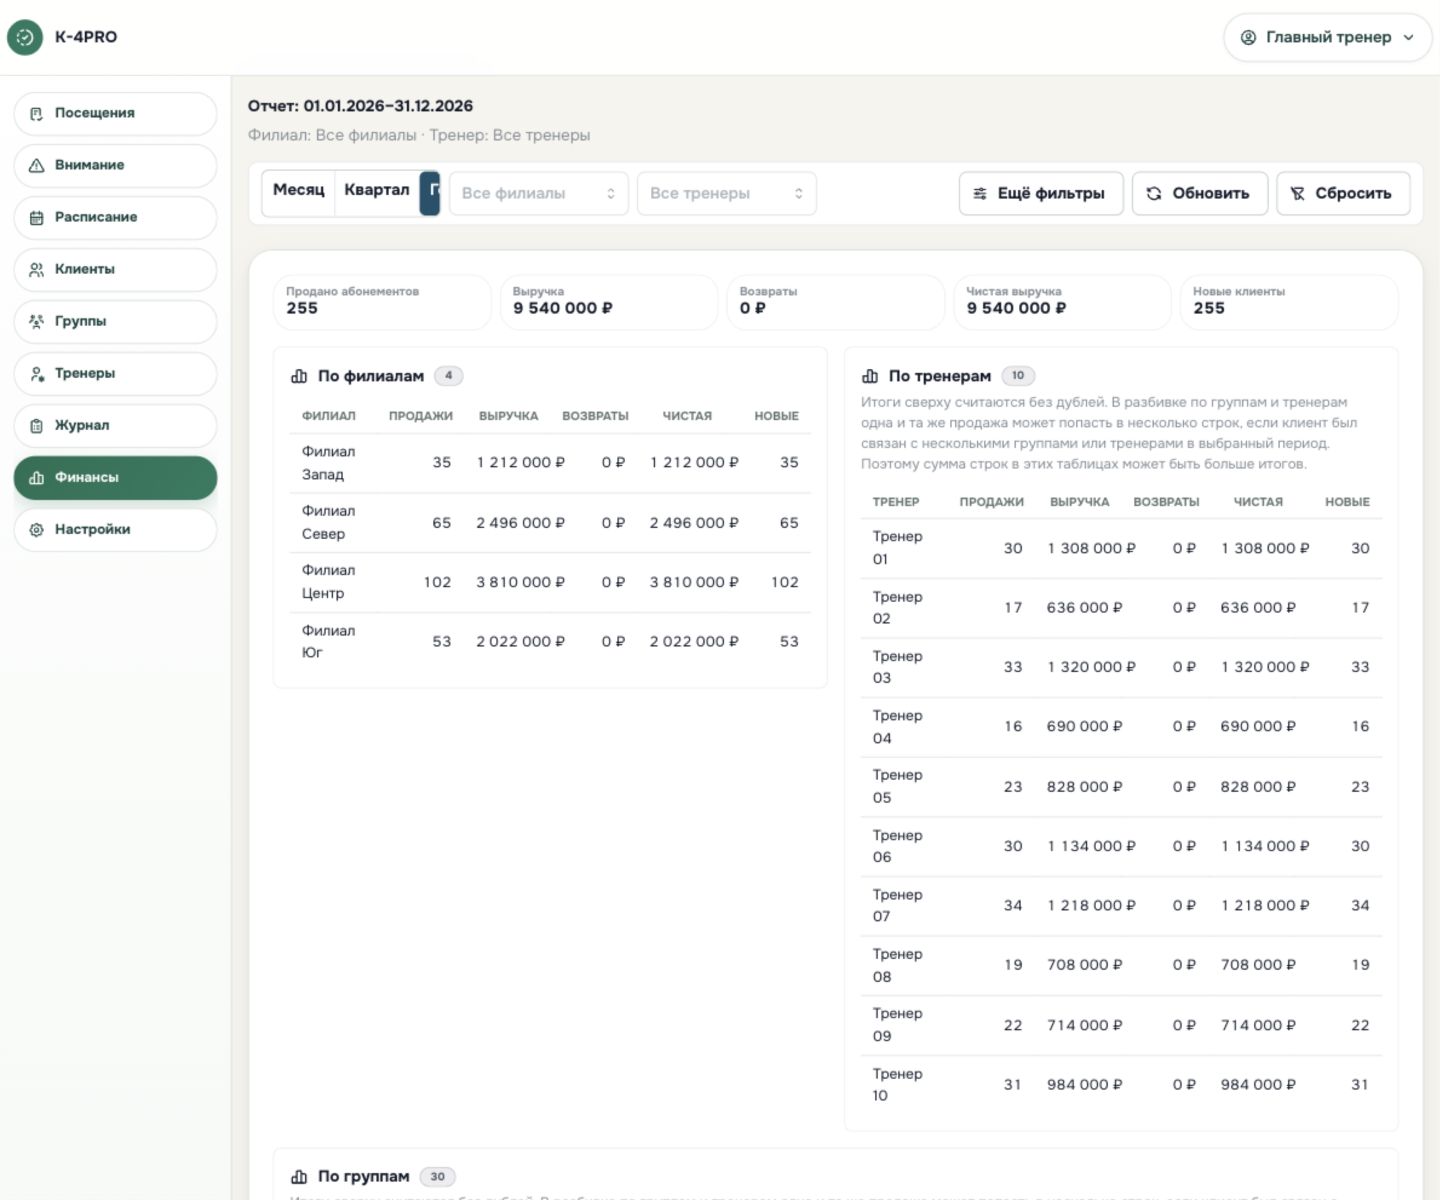 K-4PRO
Главный тренер
Посещения
Внимание
Расписание
Клиенты
Группы
Тренеры
Журнал
Финансы
Настройки
Отчет: 01.01.2026–31.12.2026
Филиал: Все филиалы · Тренер: Все тренеры
Месяц Квартал Все филиалы Все тренеры Ещё фильтры Обновить Сбросить
Продано абонементов Выручка Возвраты Чистая выручка Новые клиенты
255 9 540 000 ₽ 0 ₽ 9 540 000 ₽ 255
По филиалам 4
ФИЛИАЛ ПРОДАЖИ ВЫРУЧКА ВОЗВРАТЫ ЧИСТАЯ НОВЫЕ
Филиал Запад 35 1 212 000 ₽ 0 ₽ 1 212 000 ₽ 35
Филиал Север 65 2 496 000 ₽ 0 ₽ 2 496 000 ₽ 65
Филиал Центр 102 3 810 000 ₽ 0 ₽ 3 810 000 ₽ 102
Филиал Юг 53 2 022 000 ₽ 0 ₽ 2 022 000 ₽ 53
По тренерам 10
Итоги сверху считаются без дублей. В разбивке по группам и тренерам
одна и та же продажа может попасть в несколько строк, если клиент был
связан с несколькими группами или тренерами в выбранный период.
Поэтому сумма строк в этих таблицах может быть больше итогов.
ТРЕНЕР ПРОДАЖИ ВЫРУЧКА ВОЗВРАТЫ ЧИСТАЯ НОВЫЕ
Тренер 01 30 1 308 000 ₽ 0 ₽ 1 308 000 ₽ 30
Тренер 02 17 636 000 ₽ 0 ₽ 636 000 ₽ 17
Тренер 03 33 1 320 000 ₽ 0 ₽ 1 320 000 ₽ 33
Тренер 04 16 690 000 ₽ 0 ₽ 690 000 ₽ 16
Тренер 05 23 828 000 ₽ 0 ₽ 828 000 ₽ 23
Тренер 06 30 1 134 000 ₽ 0 ₽ 1 134 000 ₽ 30
Тренер 07 34 1 218 000 ₽ 0 ₽ 1 218 000 ₽ 34
Тренер 08 19 708 000 ₽ 0 ₽ 708 000 ₽ 19
Тренер 09 22 714 000 ₽ 0 ₽ 714 000 ₽ 22
Тренер 10 31 984 000 ₽ 0 ₽ 984 000 ₽ 31
По группам 30